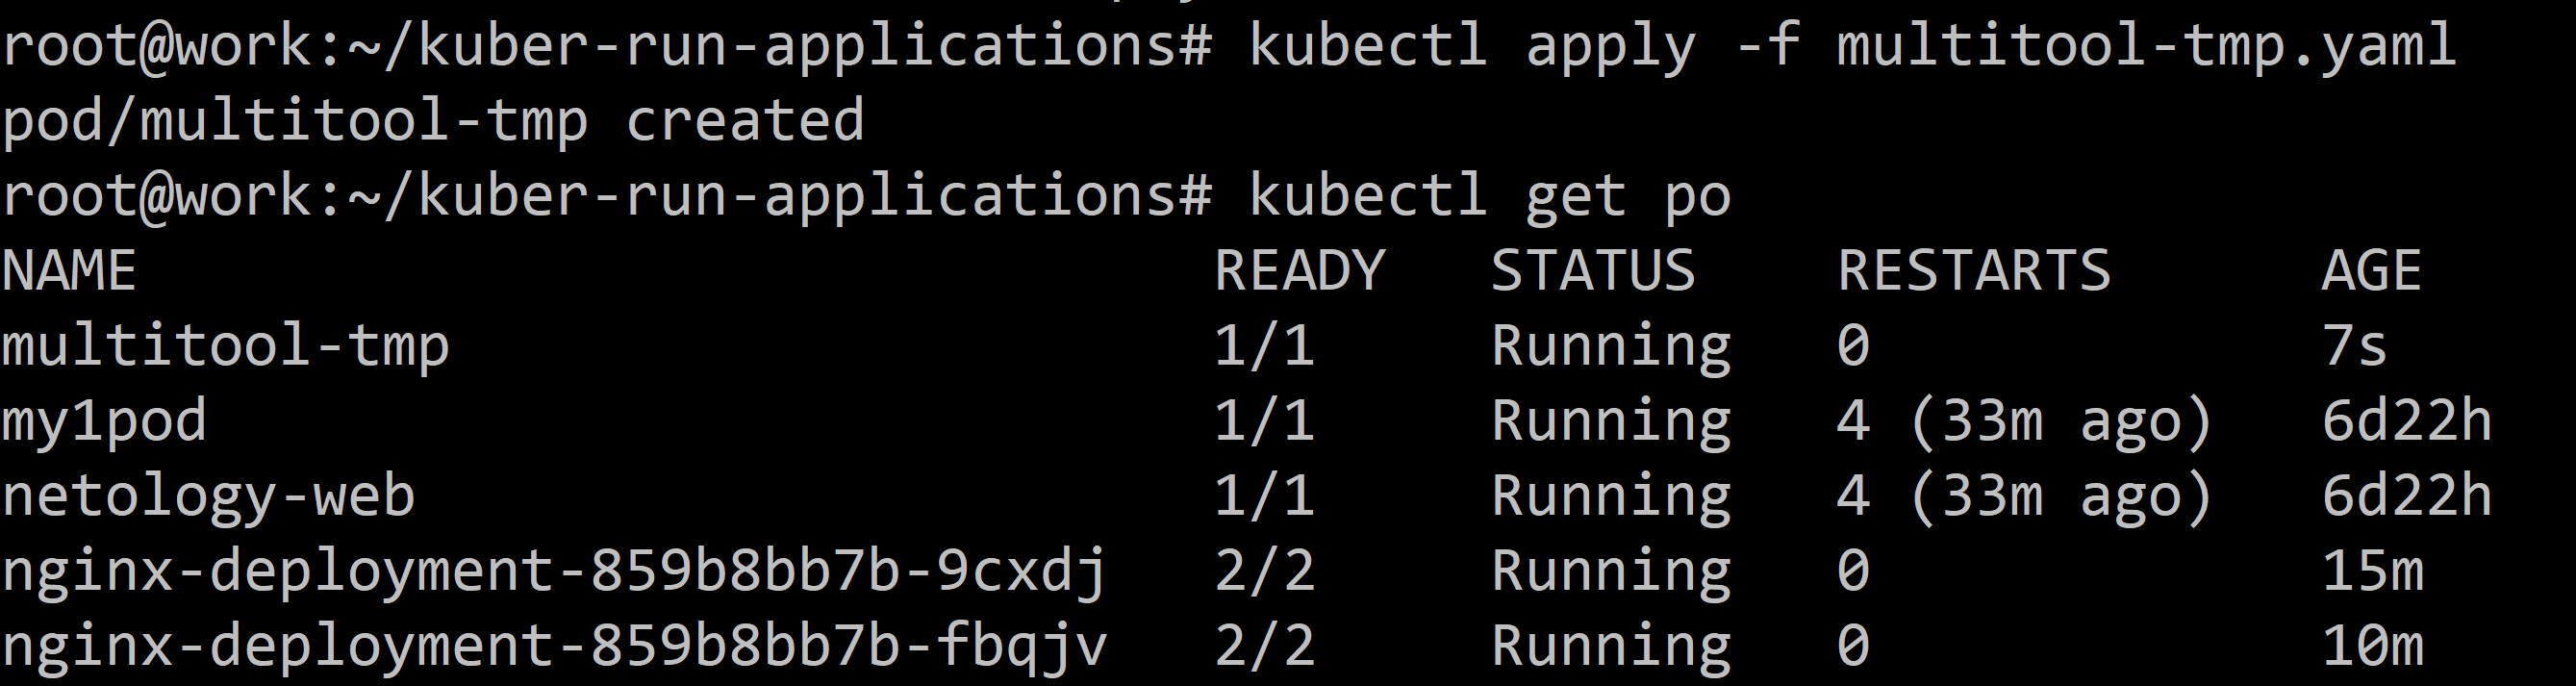 root@work:~/kuber-run-applications# kubectl apply -f multitool-tmp.yaml
pod/multitool-tmp created
root@work:~/kuber-run-applications# kubectl get po
NAME                                READY   STATUS    RESTARTS      AGE
multitool-tmp                       1/1     Running   0             7s
my1pod                              1/1     Running   4 (33m ago)   6d22h
netology-web                        1/1     Running   4 (33m ago)   6d22h
nginx-deployment-859b8bb7b-9cxdj   2/2     Running   0             15m
nginx-deployment-859b8bb7b-fbqjv   2/2     Running   0             10m